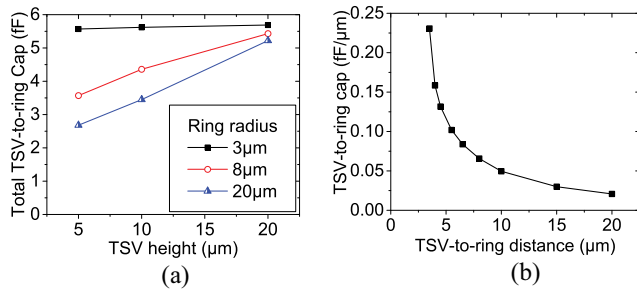 Total TSV-to-ring Cap (fF)
6
5
4
3
2
1
0
Ring radius
3μm
8μm
20μm
5 10 15 20
TSV height (μm)
(a)
TSV-to-ring cap (fF/μm)
0.25
0.20
0.15
0.10
0.05
0.00
0 5 10 15 20
TSV-to-ring distance (μm)
(b)